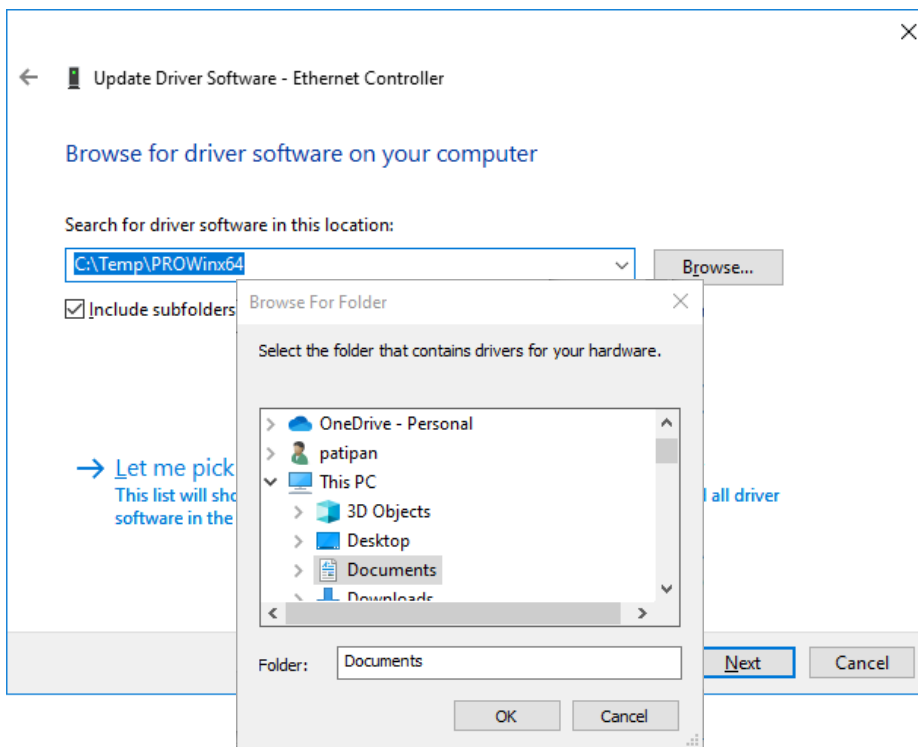 Update Driver Software - Ethernet Controller
Browse for driver software on your computer
Search for driver software in this location:
C:\Temp\PROWinx64
Browse...
Include subfolders
Browse For Folder
Select the folder that contains drivers for your hardware.
OneDrive - Personal
patipan
This PC
3D Objects
Desktop
Documents
Downloads
Folder:
Documents
OK
Cancel
Let me pick
This list will
all driver
software in the
Next
Cancel